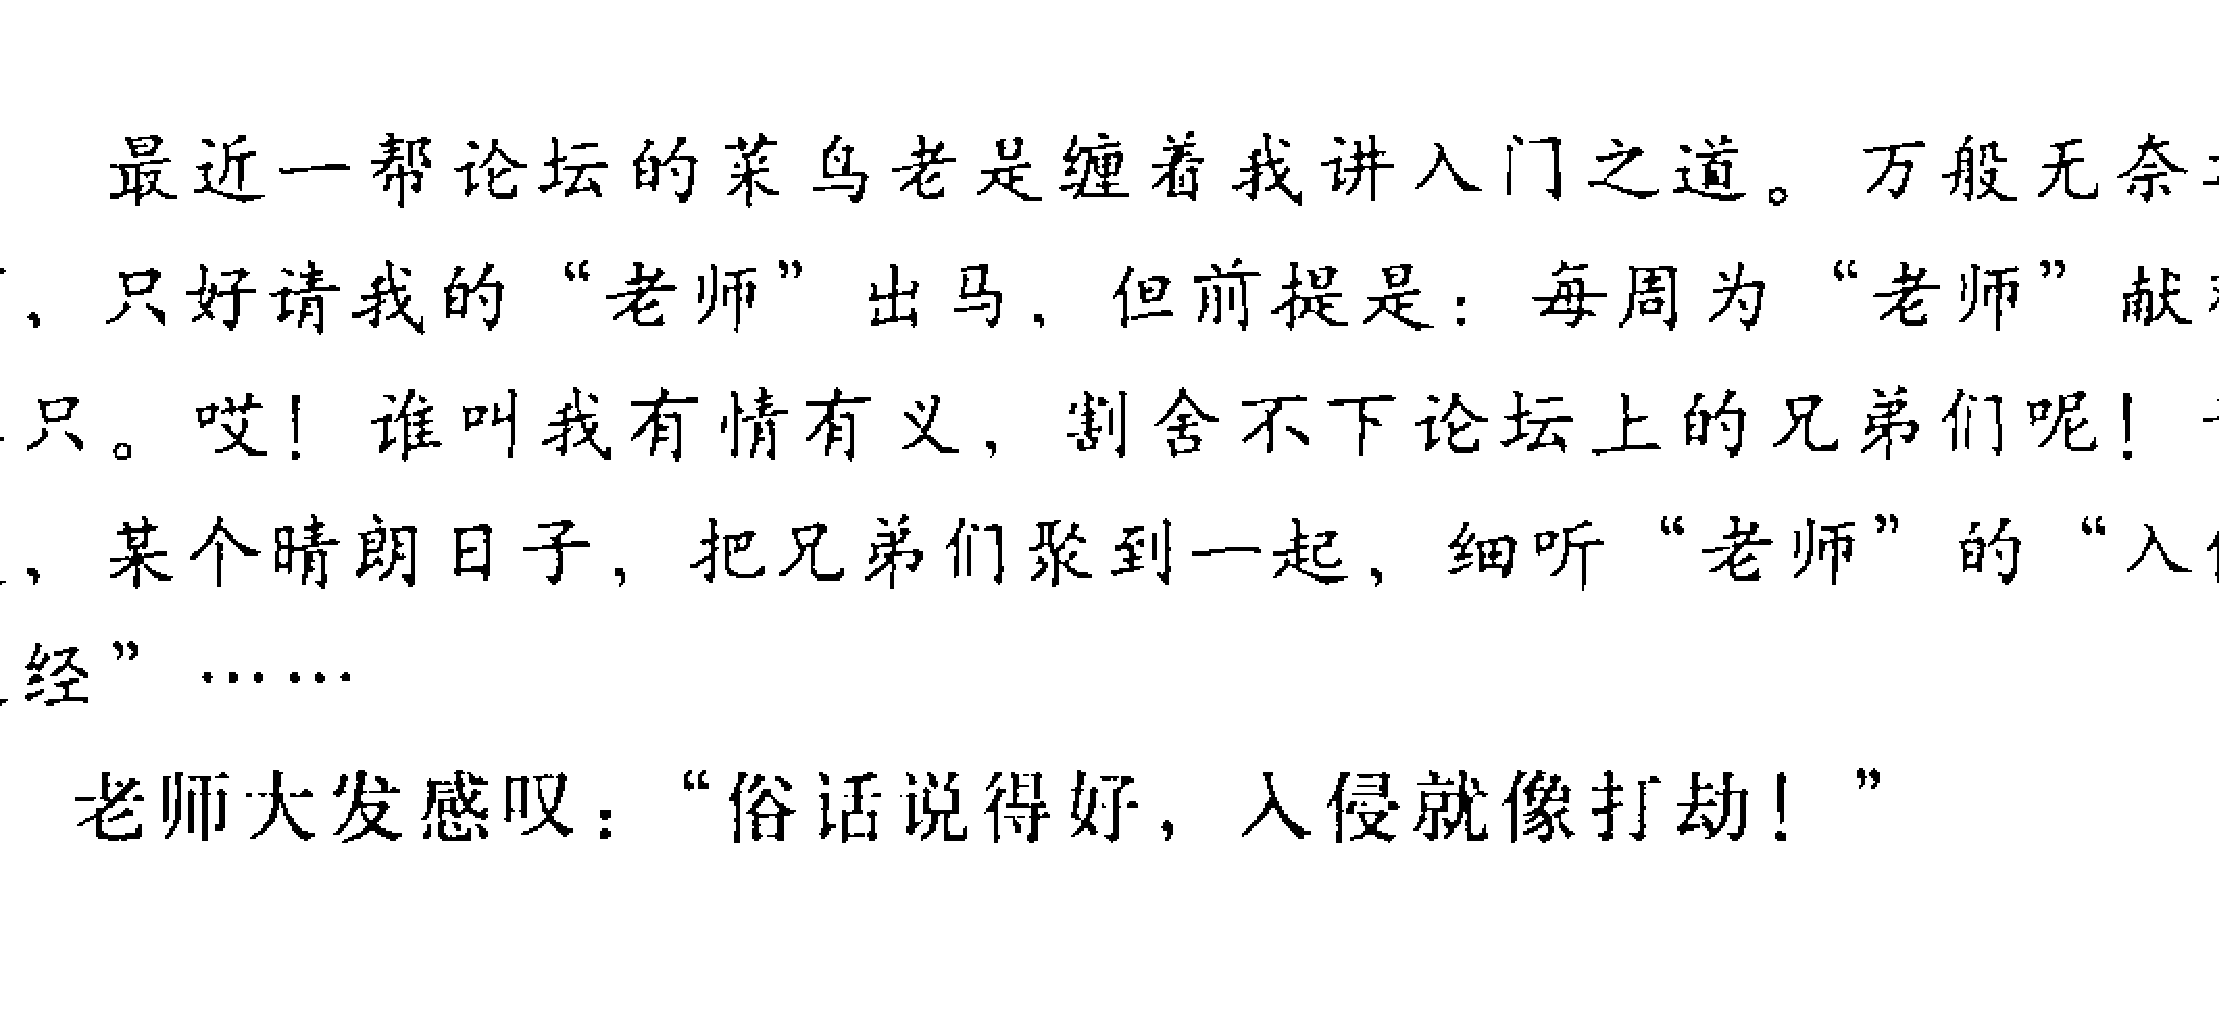 最近一帮论坛的菜鸟老是缠着我讲入门之道。万般无奈
，只好请我的“老师”出马，但前提是：每周为“老师”献
只。哎！谁叫我有情有义，割舍不下论坛上的兄弟们呢！
，某个晴朗日子，把兄弟们聚到一起，细听“老师”的“入
经”……
老师大发感叹：“俗话说得好，入侵就像打劫！”